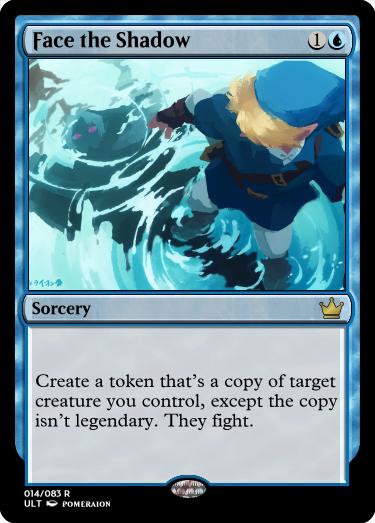 Face the Shadow 1
Sorcery
Create a token that's a copy of target
creature you control, except the copy
isn't legendary. They fight.
014/083 R
ULT POMERAION